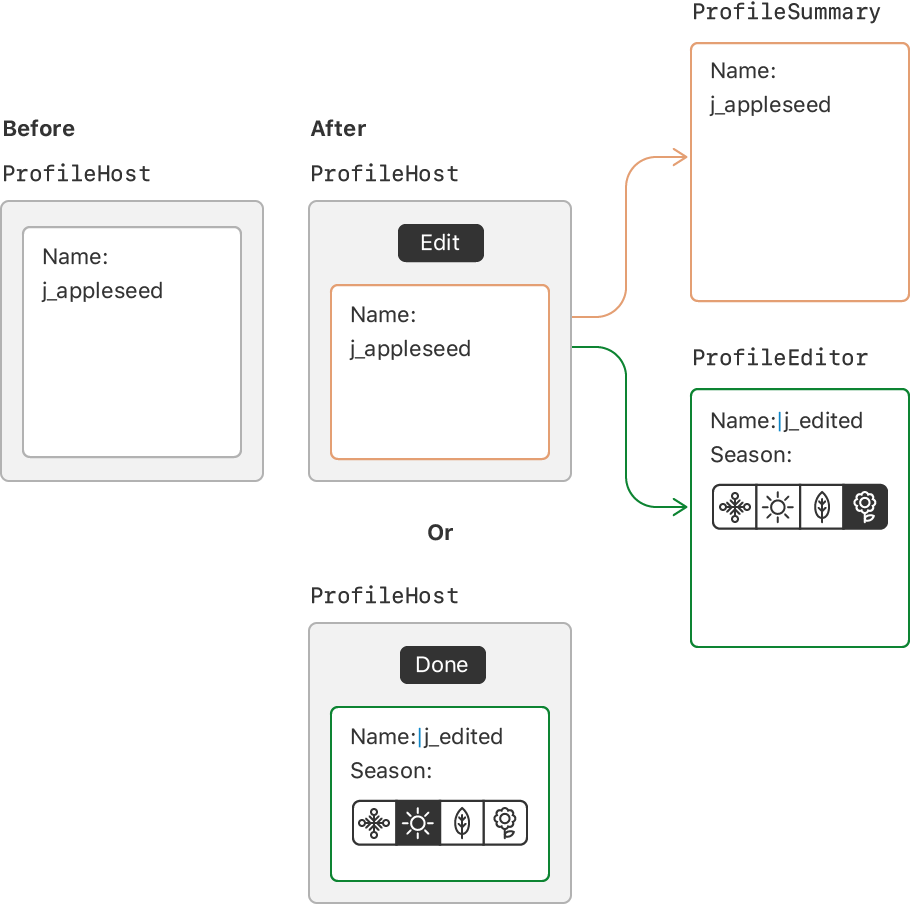 Before
ProfileHost
Name:
j_appleseed
After
ProfileHost
Edit
Name:
j_appleseed
Or
ProfileHost
Done
Name:j_edited
Season:
ProfileSummary
Name:
j_appleseed
ProfileEditor
Name:j_edited
Season: